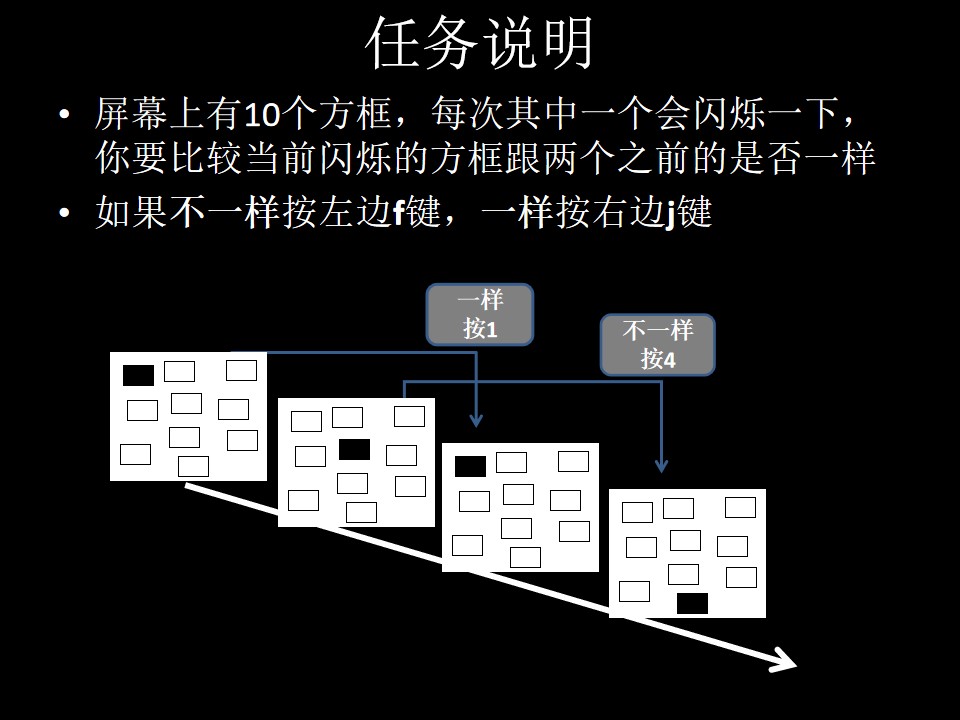 任务说明
• 屏幕上有10个方框，每次其中一个会闪烁一下，
你要比较当前闪烁的方框跟两个之前的是否一样
• 如果不一样按左边f键，一样按右边j键
一样
按1
不一样
按4